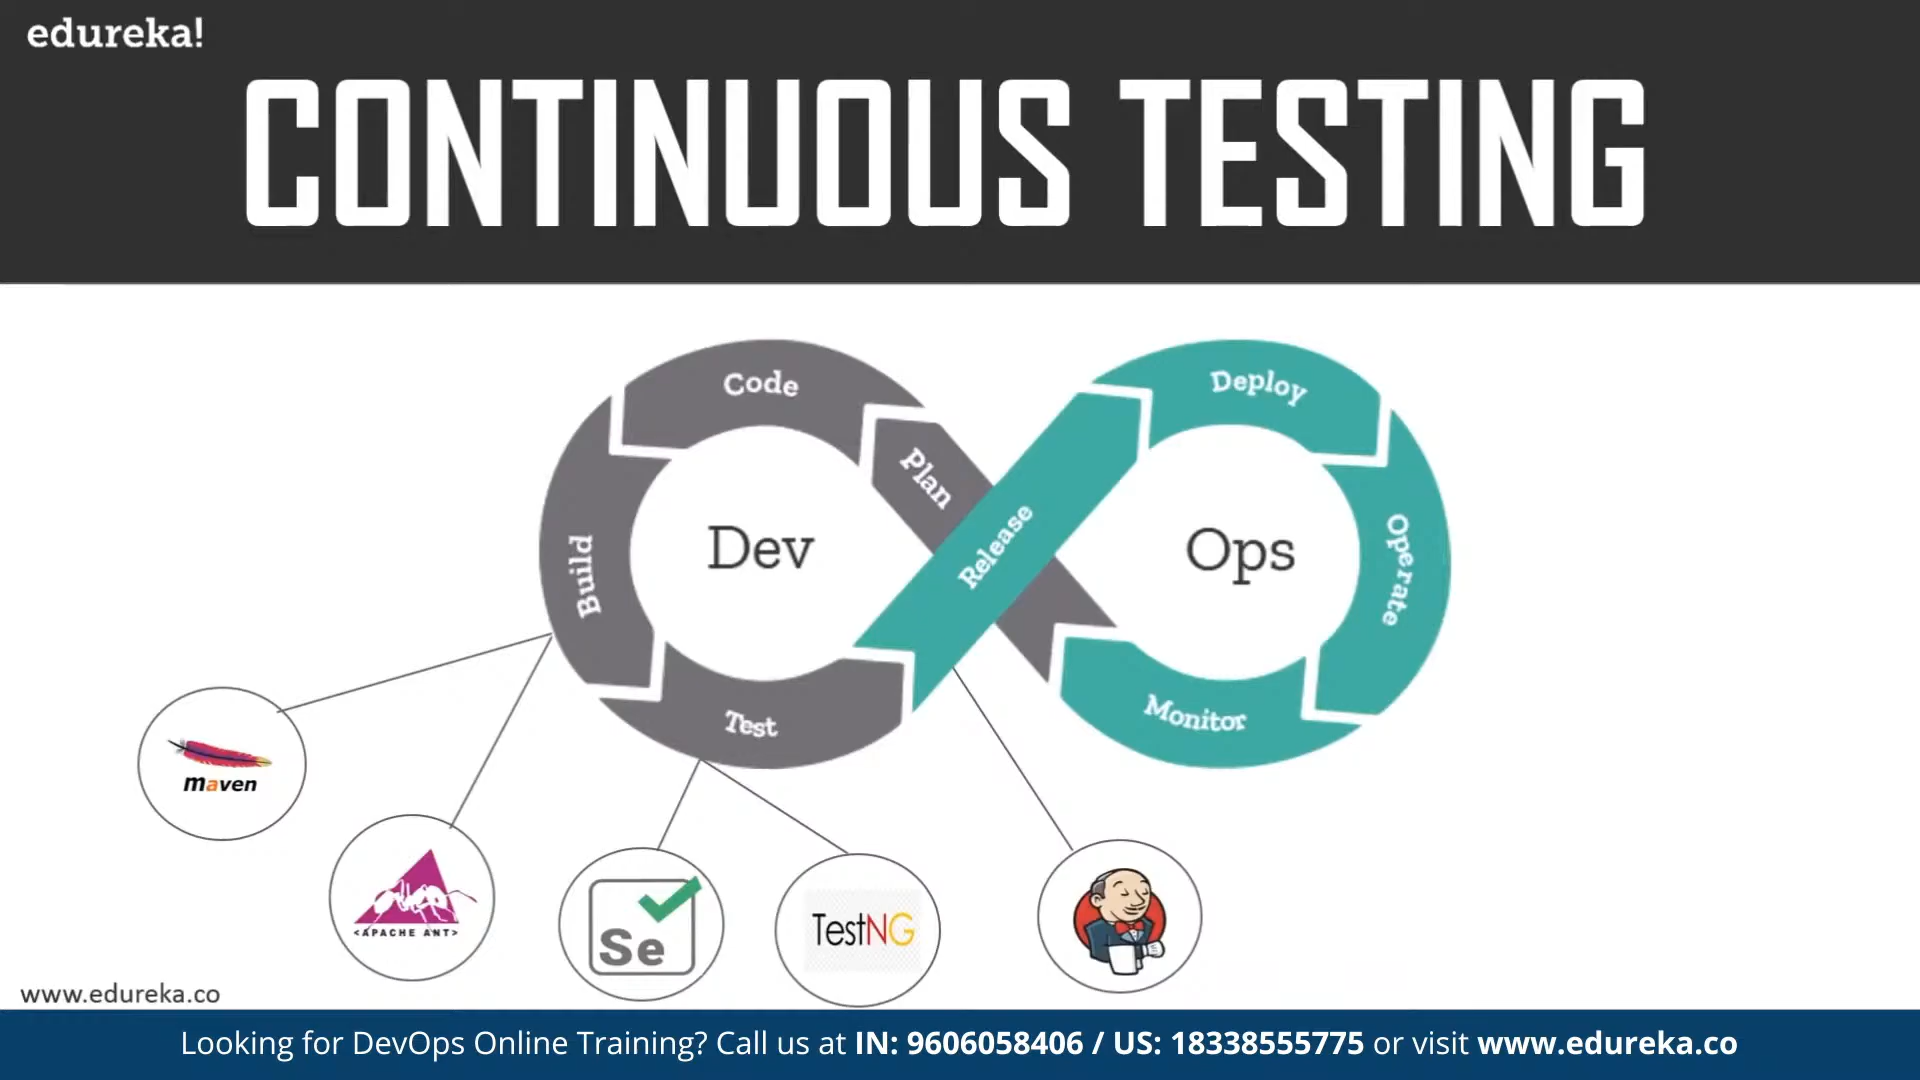 edureka!
CONTINUOUS TESTING
Code
Deploy
Plan
Release
Dev
Ops
Build
Operate
Test
Monitor
maven
<APACHE ANT>
Se
TestNG
www.edureka.co
Looking for DevOps Online Training? Call us at IN: 9606058406 / US: 18338555775 or visit www.edureka.co